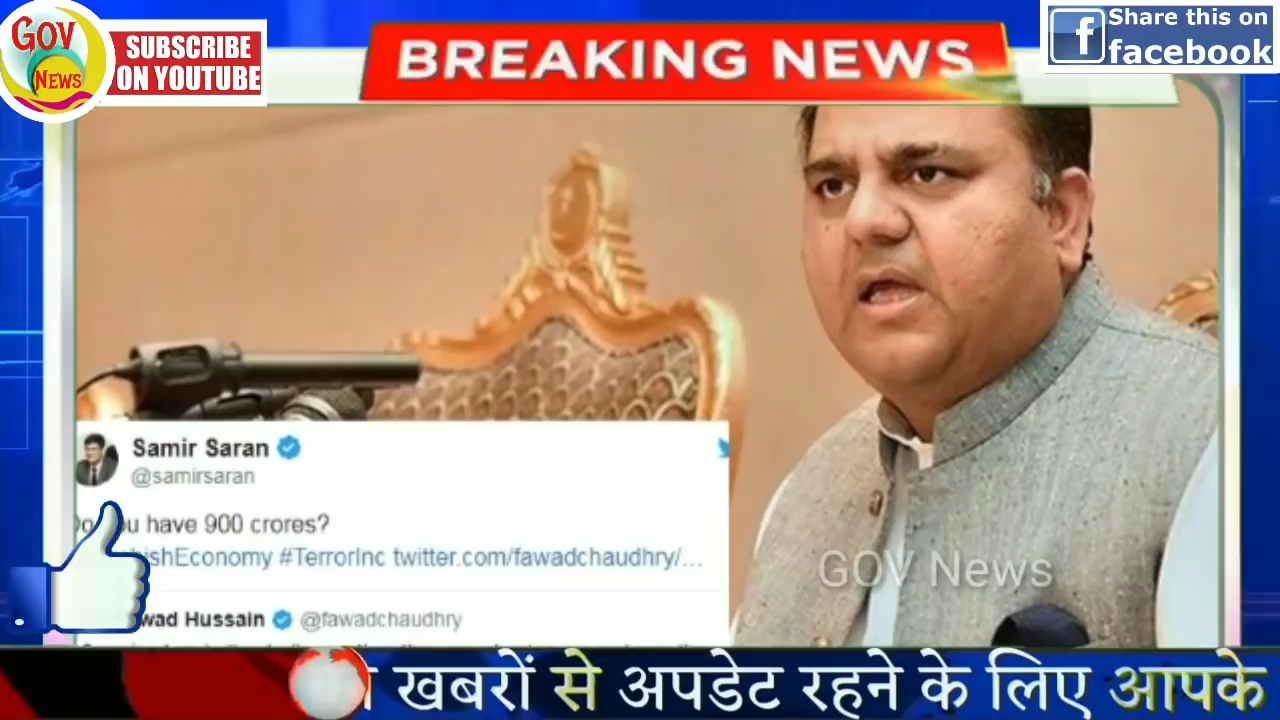 GOV
NEWS
SUBSCRIBE
ON YOUTUBE
BREAKING NEWS
f
Share this on
facebook
Samir Saran
@samirsaran
have 900 crores?
#TerrorInc twitter.com/fawadchaudhry/...
Hussain @fawadchaudhry
GOV News
खबरों से अपडेट रहने के लिए आपके